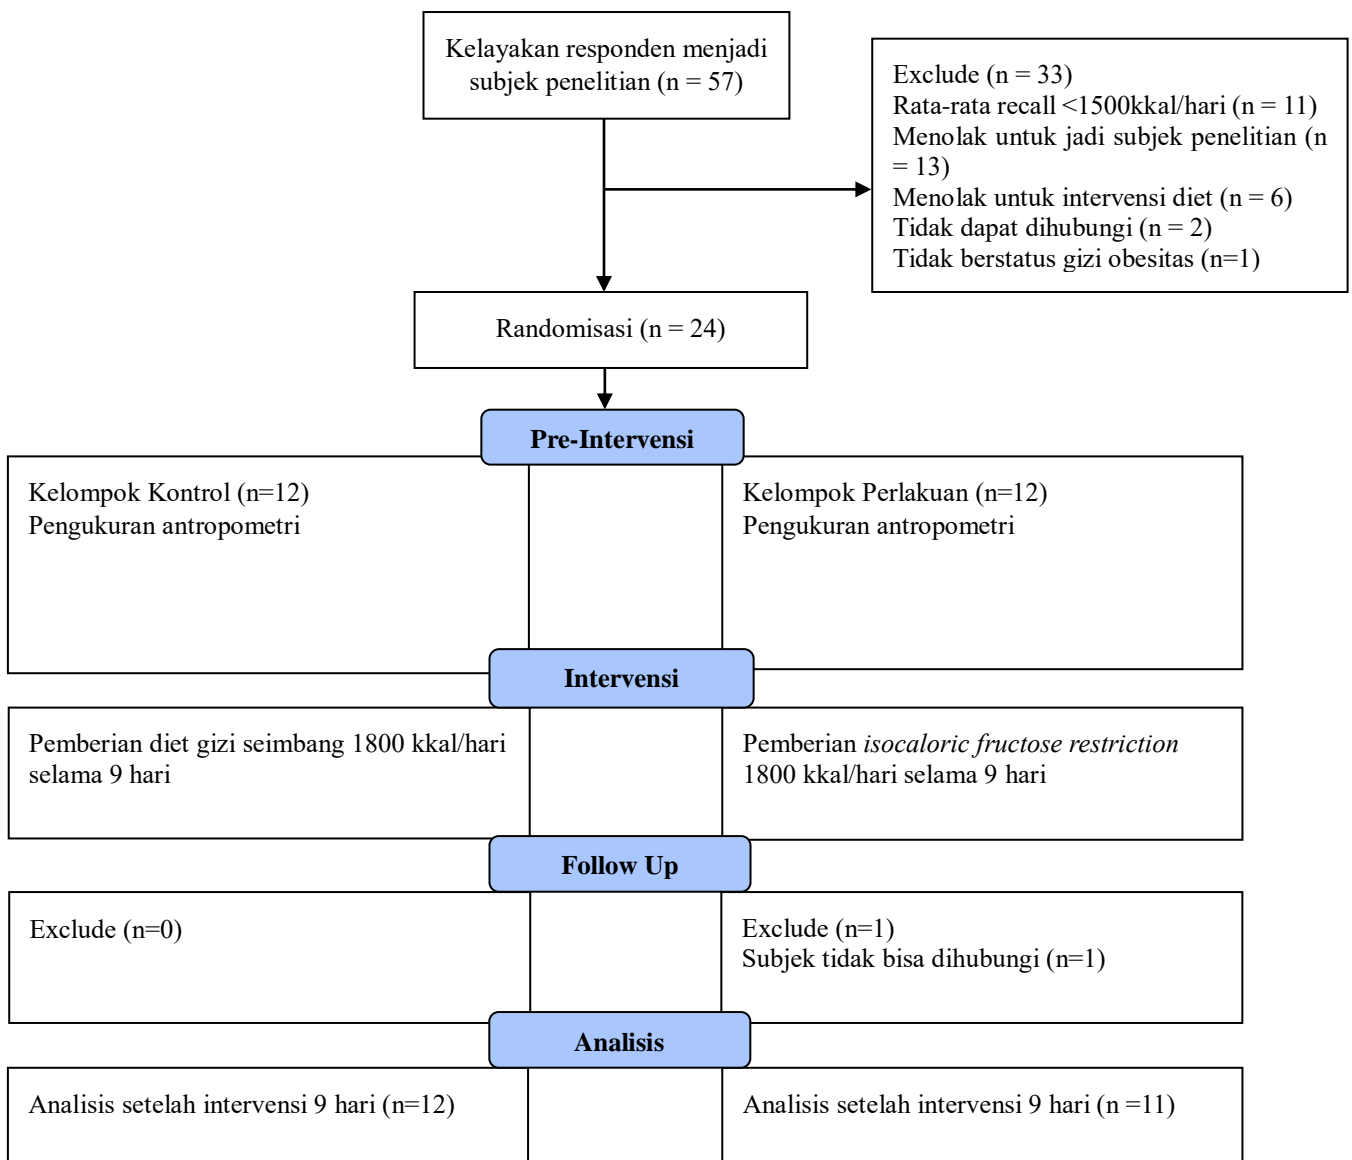 Kelayakan responden menjadi
subjek penelitian (n = 57)
Exclude (n = 33)
Rata-rata recall <1500kkal/hari (n = 11)
Menolak untuk jadi subjek penelitian (n
= 13)
Menolak untuk intervensi diet (n = 6)
Tidak dapat dihubungi (n = 2)
Tidak berstatus gizi obesitas (n=1)
Randomisasi (n = 24)
Pre-Intervensi
Kelompok Kontrol (n=12)
Pengukuran antropometri
Kelompok Perlakuan (n=12)
Pengukuran antropometri
Intervensi
Pemberian diet gizi seimbang 1800 kkal/hari
selama 9 hari
Pemberian isocaloric fructose restriction
1800 kkal/hari selama 9 hari
Follow Up
Exclude (n=0)
Exclude (n=1)
Subjek tidak bisa dihubungi (n=1)
Analisis
Analisis setelah intervensi 9 hari (n=12)
Analisis setelah intervensi 9 hari (n =11)